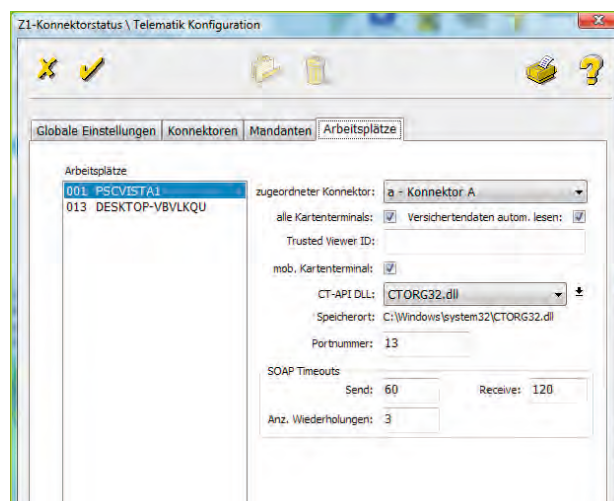 Z1-Konnektorstatus \ Telematik Konfiguration
Globale Einstellungen Konnektoren Mandanten Arbeitsplätze
Arbeitsplätze
001 PSCVISTA1
013 DESKTOP-VBVLKQU
zugeordneter Konnektor: a - Konnektor A
alle Kartenterminals: Versichertendaten autom. lesen:
Trusted Viewer ID:
mob. Kartenterminal:
CT-API DLL: CTORG32.dll
Speicherort: C:\Windows\system32\CTORG32.dll
Portnummer: 13
SOAP Timeouts
Send: 60 Receive: 120
Anz. Wiederholungen: 3